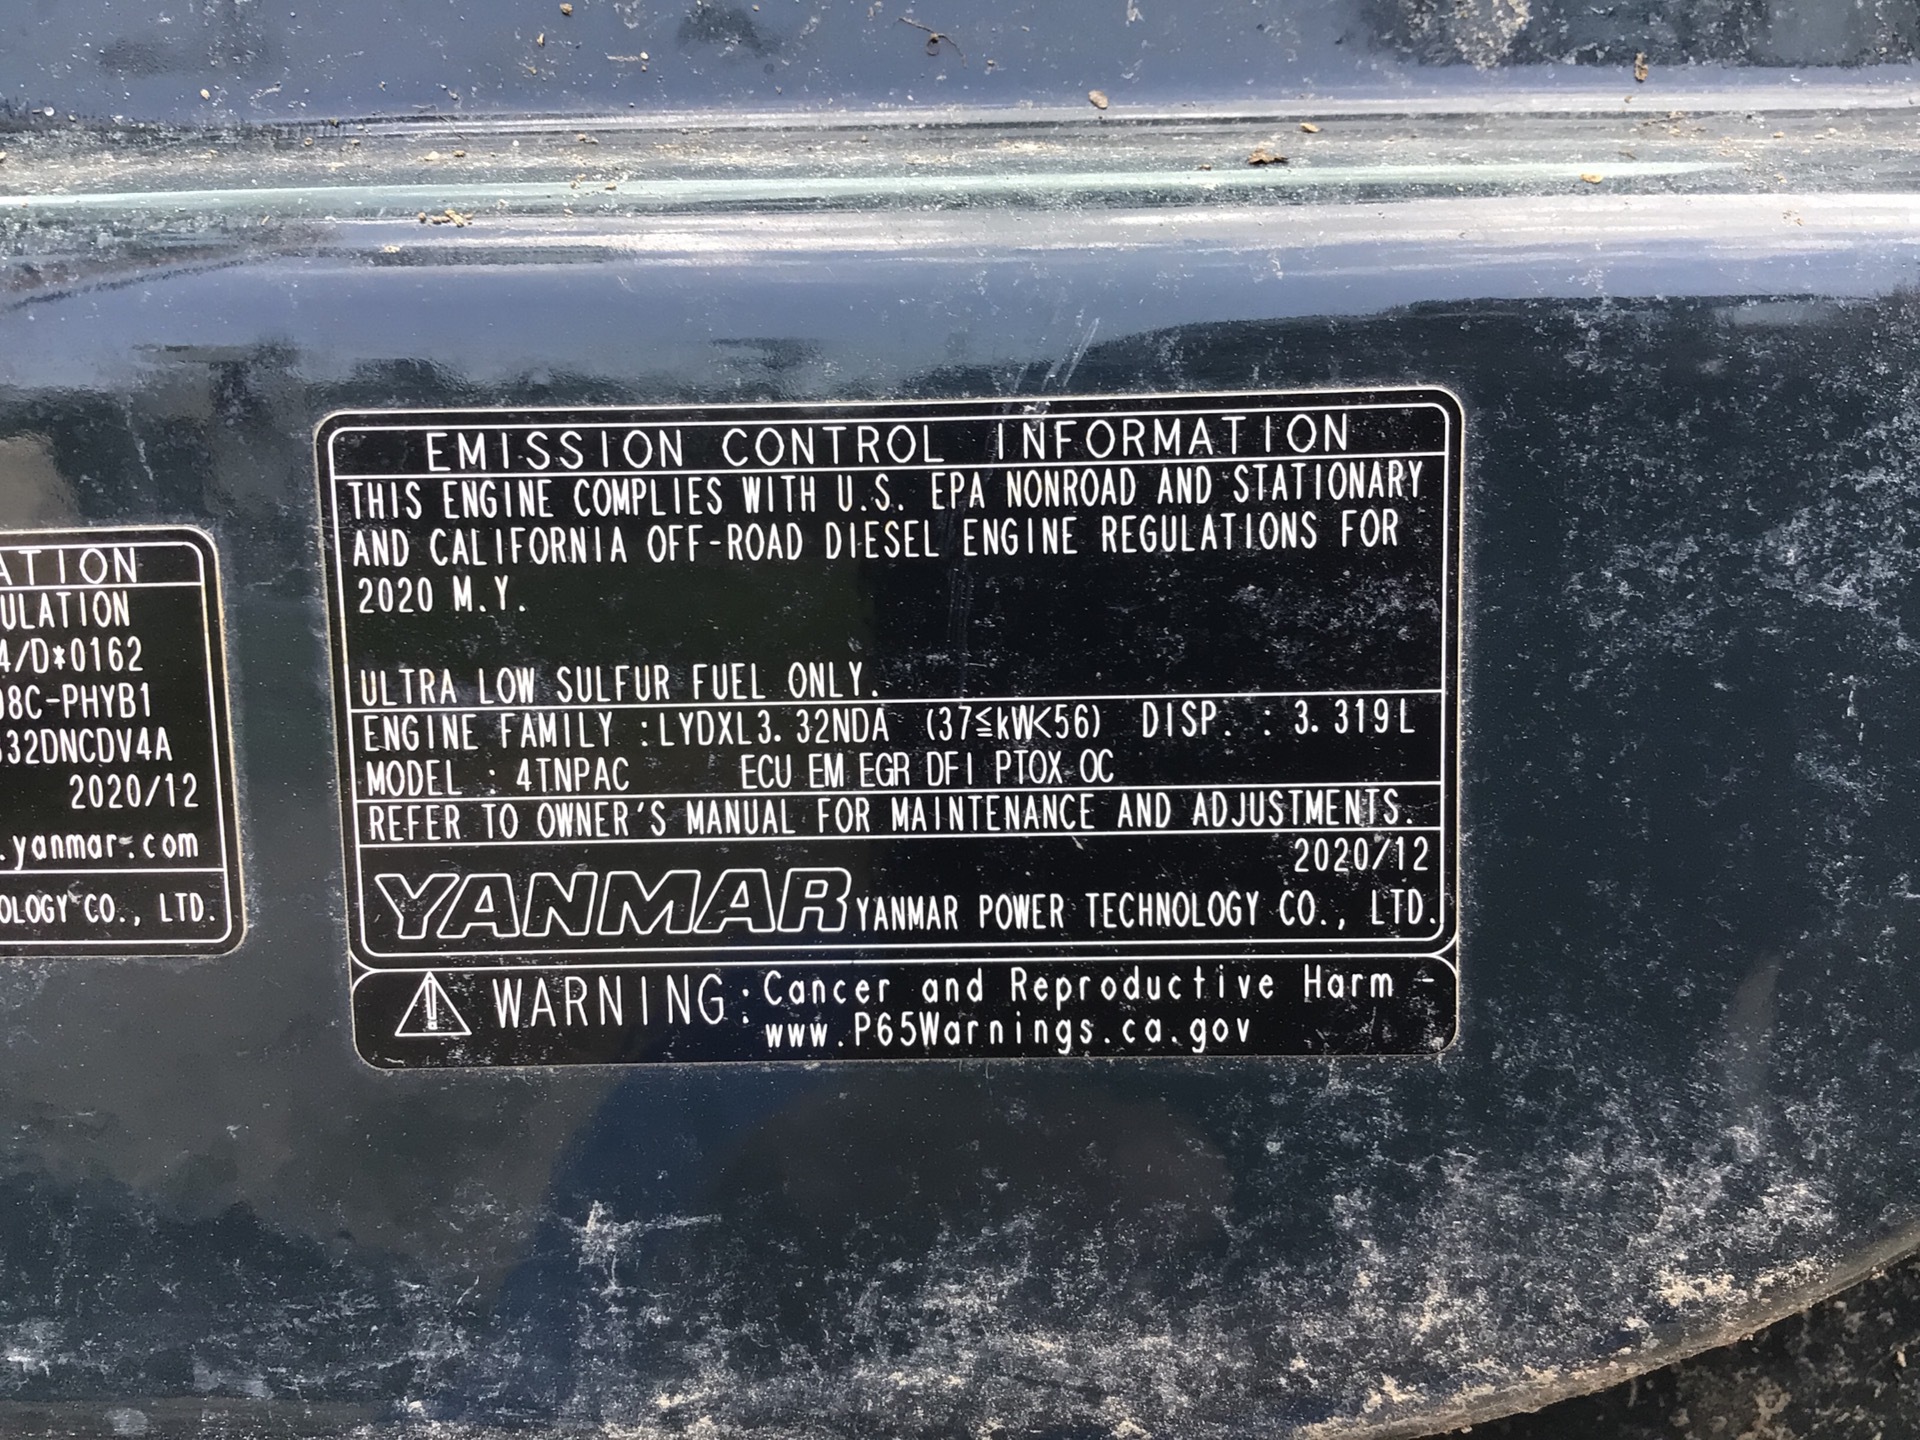 ATION
ULATION
4/D*0162
08C-PHYB1
332DNCDV4A
2020/12
.yanmar.com
OLOGY CO., LTD.
EMISSION CONTROL INFORMATION
THIS ENGINE COMPLIES WITH U.S. EPA NONROAD AND STATIONARY
AND CALIFORNIA OFF-ROAD DIESEL ENGINE REGULATIONS FOR
2020 M.Y.
ULTRA LOW SULFUR FUEL ONLY.
ENGINE FAMILY :LYDXL3.32NDA (37≦kW<56) DISP. : 3.319L
MODEL : 4TNPAC ECU EM EGR DFI PTOX OC
REFER TO OWNER'S MANUAL FOR MAINTENANCE AND ADJUSTMENTS.
2020/12
YANMAR YANMAR POWER TECHNOLOGY CO., LTD.
WARNING: Cancer and Reproductive Harm -
www.P65Warnings.ca.gov